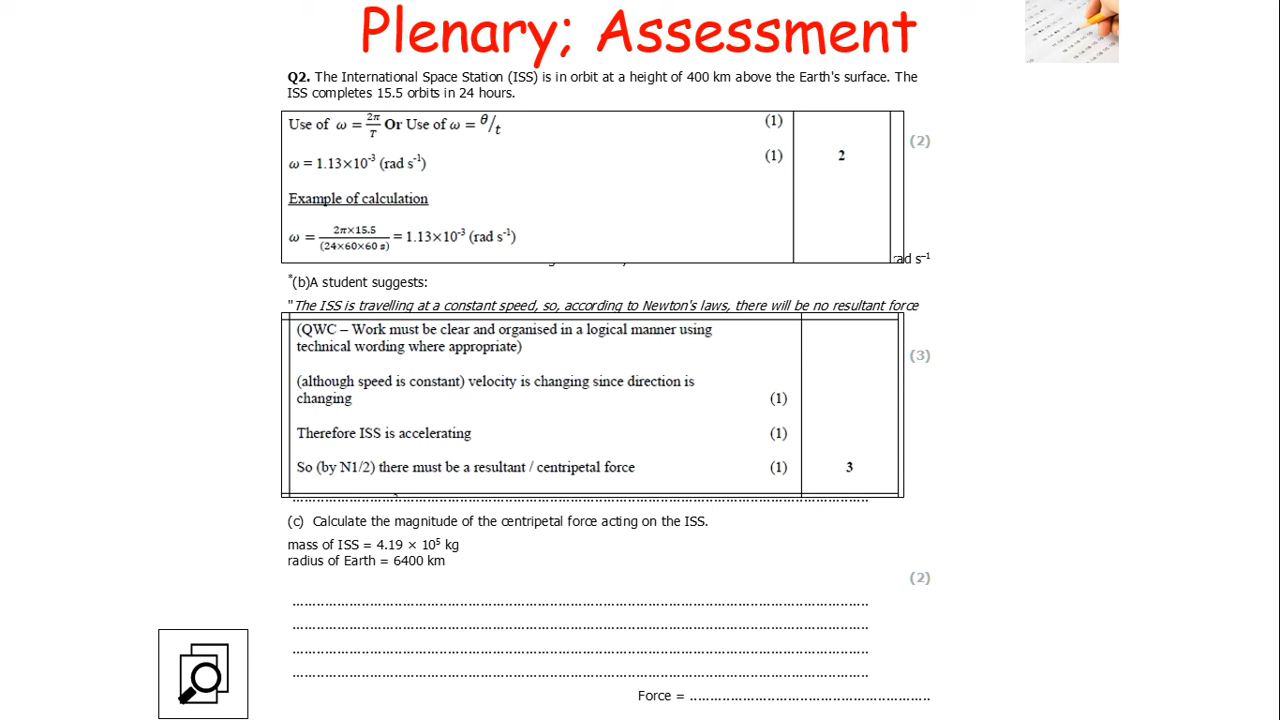 Plenary; Assessment
Q2. The International Space Station (ISS) is in orbit at a height of 400 km above the Earth's surface. The
ISS completes 15.5 orbits in 24 hours.
Use of ω = 2π/T Or Use of ω = θ/t (1)
(2)
ω = 1.13×10⁻³ (rad s⁻¹) (1) 2
Example of calculation
ω = 2π×15.5/(24×60×60 s) = 1.13×10⁻³ (rad s⁻¹)
rad s⁻¹
*(b)A student suggests:
"The ISS is travelling at a constant speed, so, according to Newton's laws, there will be no resultant force
(QWC – Work must be clear and organised in a logical manner using
technical wording where appropriate)
(3)
(although speed is constant) velocity is changing since direction is
changing (1)
Therefore ISS is accelerating (1)
So (by N1/2) there must be a resultant / centripetal force (1) 3
(c) Calculate the magnitude of the centripetal force acting on the ISS.
mass of ISS = 4.19 × 10⁵ kg
radius of Earth = 6400 km
(2)
Force = ................................................